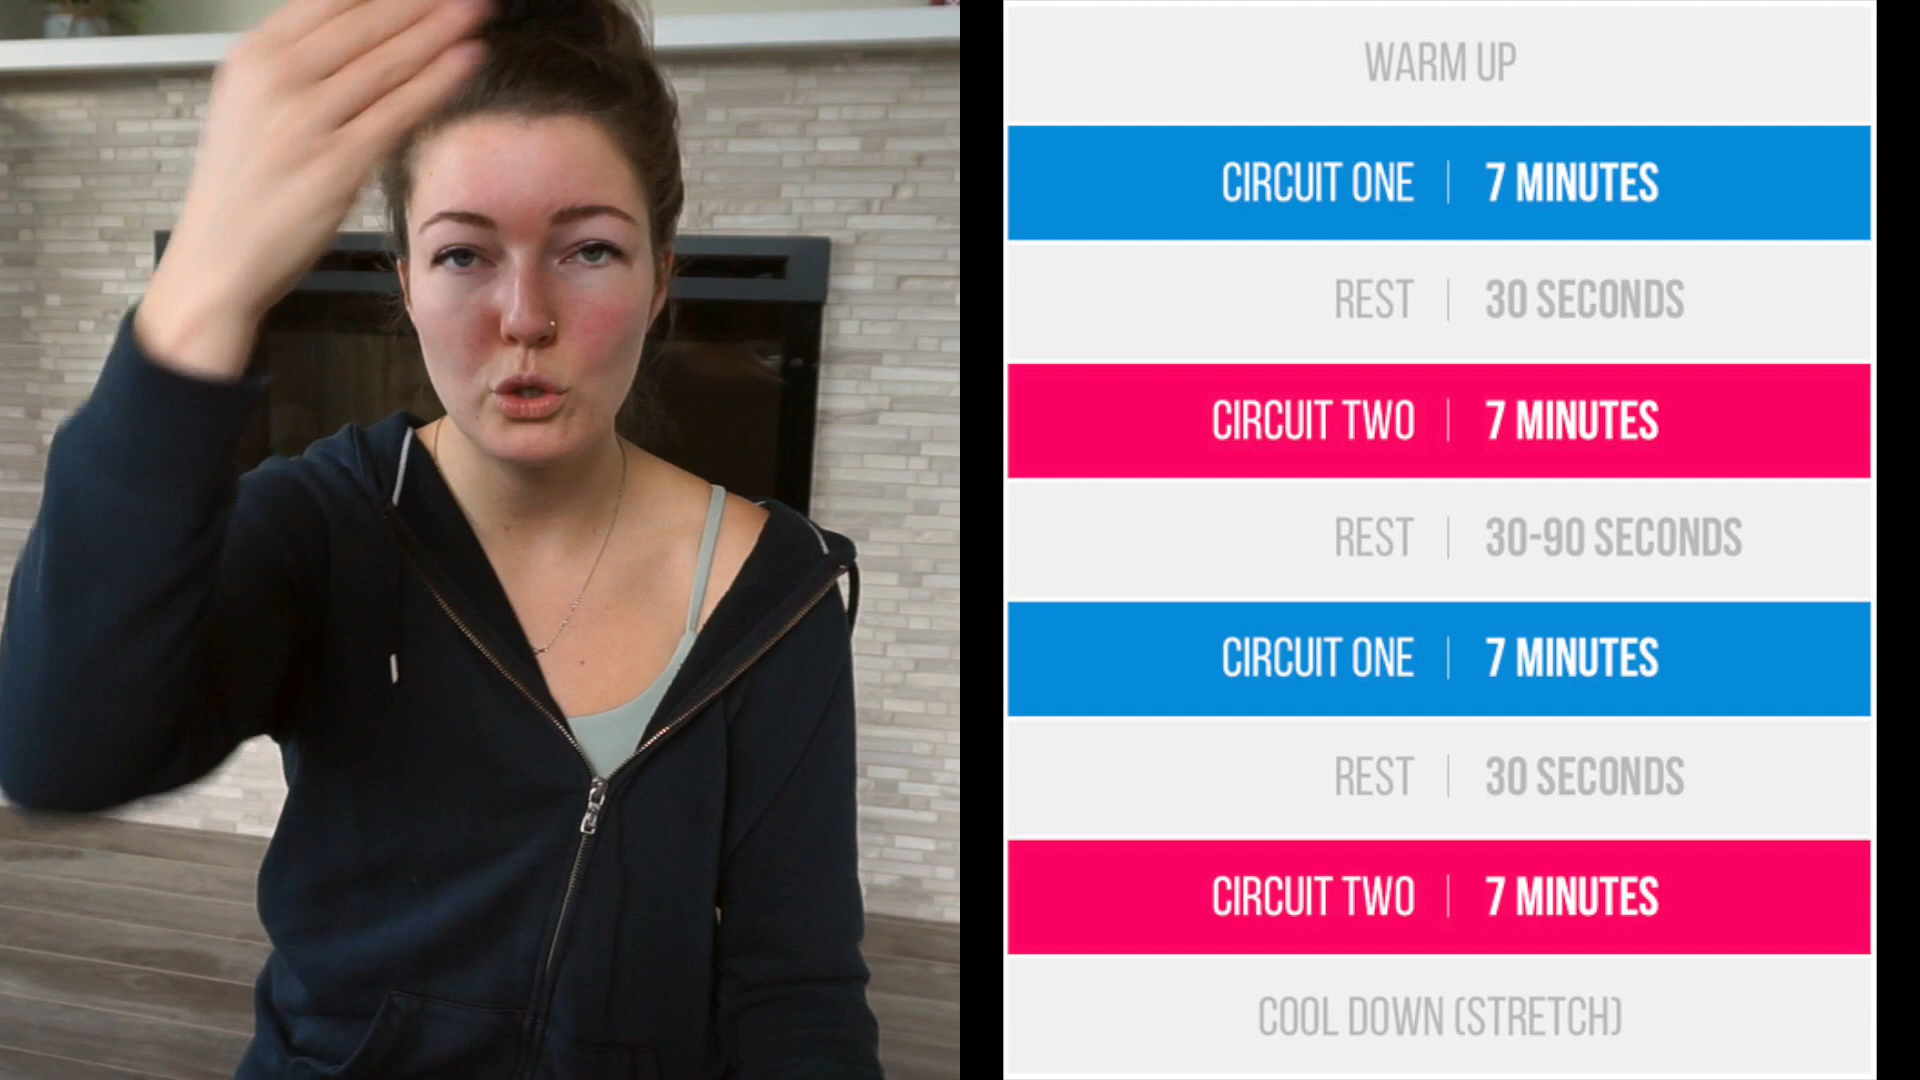 WARM UP
CIRCUIT ONE | 7 MINUTES
REST | 30 SECONDS
CIRCUIT TWO | 7 MINUTES
REST | 30-90 SECONDS
CIRCUIT ONE | 7 MINUTES
REST | 30 SECONDS
CIRCUIT TWO | 7 MINUTES
COOL DOWN (STRETCH)